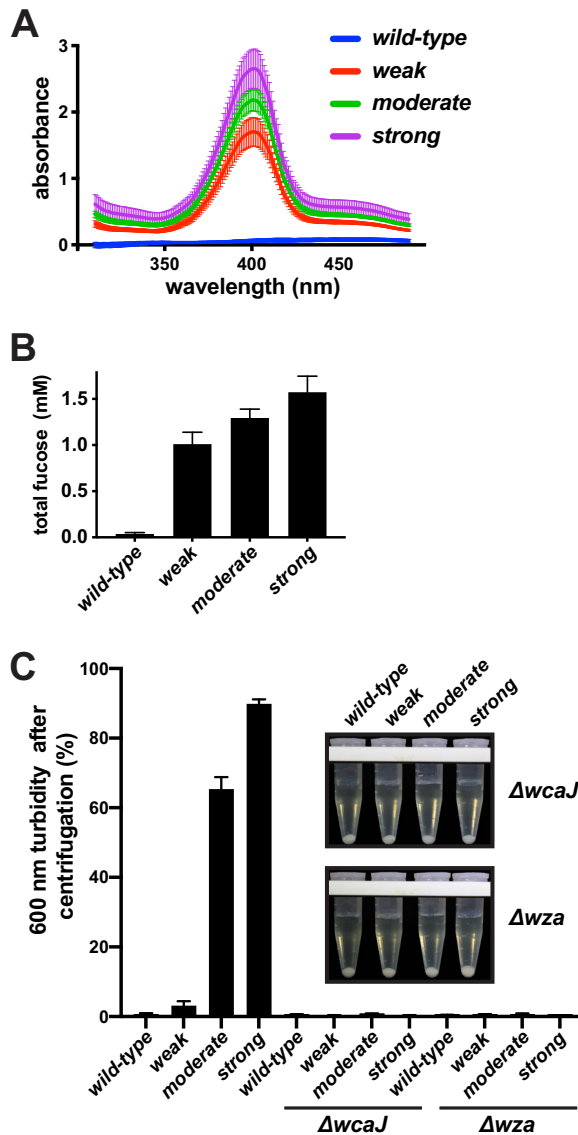 A
3
2
1
0
absorbance
350
400
450
wavelength (nm)
wild-type
weak
moderate
strong
B
1.5
1.0
0.5
0.0
total fucose (mM)
wild-type
weak
moderate
strong
C
100
80
60
40
20
0
600 nm turbidity after
centrifugation (%)
wild-type
weak
moderate
strong
ΔwcaJ
Δwza
wild-type
weak
moderate
strong
wild-type
weak
moderate
strong
wild-type
weak
moderate
strong
ΔwcaJ
Δwza